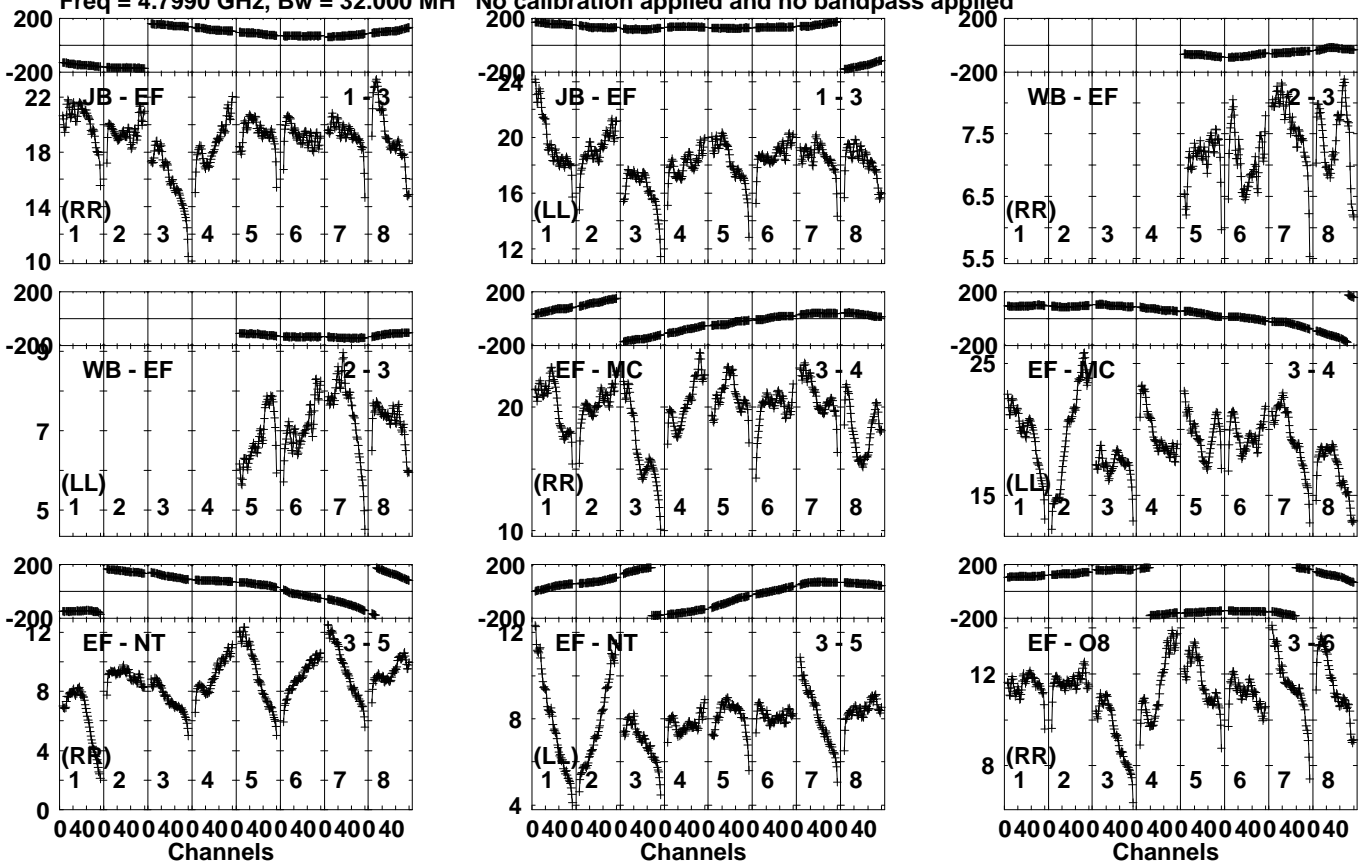 Freq = 4.7990 GHz, Bw = 32.000 MH No calibration applied and no bandpass applied
200
-200
22
18
14
10
JB - EF 1 - 3
(RR)
1 2 3 4 5 6 7 8
200
-200
24
20
16
12
JB - EF 1 - 3
(LL)
1 2 3 4 5 6 7 8
200
-200
7.5
6.5
5.5
WB - EF 2 - 3
(RR)
1 2 3 4 5 6 7 8
200
-200
9
7
5
WB - EF 2 - 3
(LL)
1 2 3 4 5 6 7 8
200
-200
20
10
EF - MC 3 - 4
(RR)
1 2 3 4 5 6 7 8
200
-200
25
15
EF - MC 3 - 4
(LL)
1 2 3 4 5 6 7 8
200
-200
12
8
4
0
EF - NT 3 - 5
(RR)
1 2 3 4 5 6 7 8
0 40 0 40 0 40 0 40 0 40 0 40 0 40 0 40
Channels
200
-200
12
8
4
EF - NT 3 - 5
(LL)
1 2 3 4 5 6 7 8
0 40 0 40 0 40 0 40 0 40 0 40 0 40 0 40
Channels
200
-200
12
8
EF - O8 3 - 6
(RR)
1 2 3 4 5 6 7 8
0 40 0 40 0 40 0 40 0 40 0 40 0 40 0 40
Channels